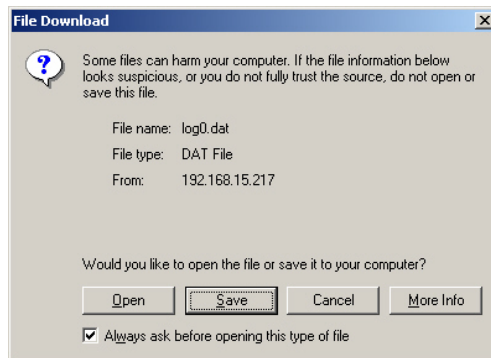 File Download
Some files can harm your computer. If the file information below
looks suspicious, or you do not fully trust the source, do not open or
save this file.
File name: log0.dat
File type: DAT File
From: 192.168.15.217
Would you like to open the file or save it to your computer?
Open Save Cancel More Info
Always ask before opening this type of file